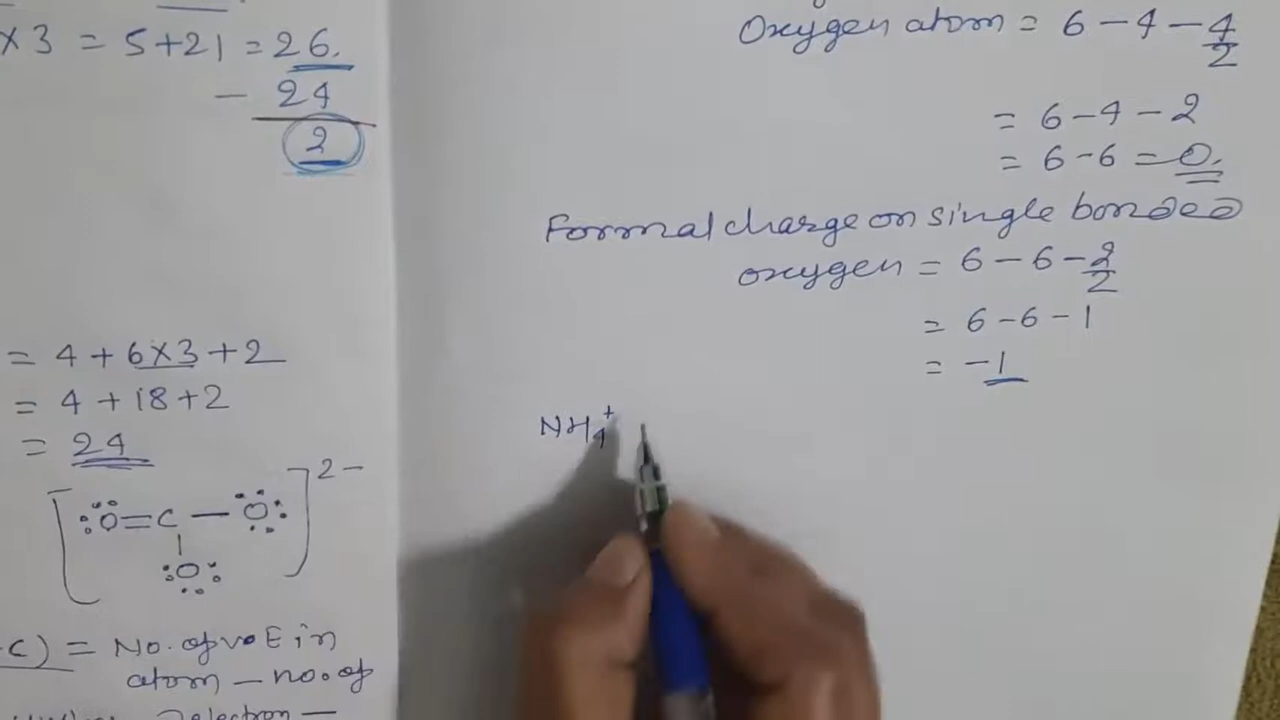 ×3 = 5+21 = 26.
- 24
2
= 4 + 6×3 + 2
= 4 + 18 + 2
= 24
[:O=C—O:]2-
|
:O:
C) = No. of VE in
atom — no. of
electron —
Oxygen atom = 6 - 4 - 4/2
= 6 - 4 - 2
= 6 - 6 = 0.
Formal charge on single bonded
oxygen = 6 - 6 - 2/2
= 6 - 6 - 1
= -1
NH4+